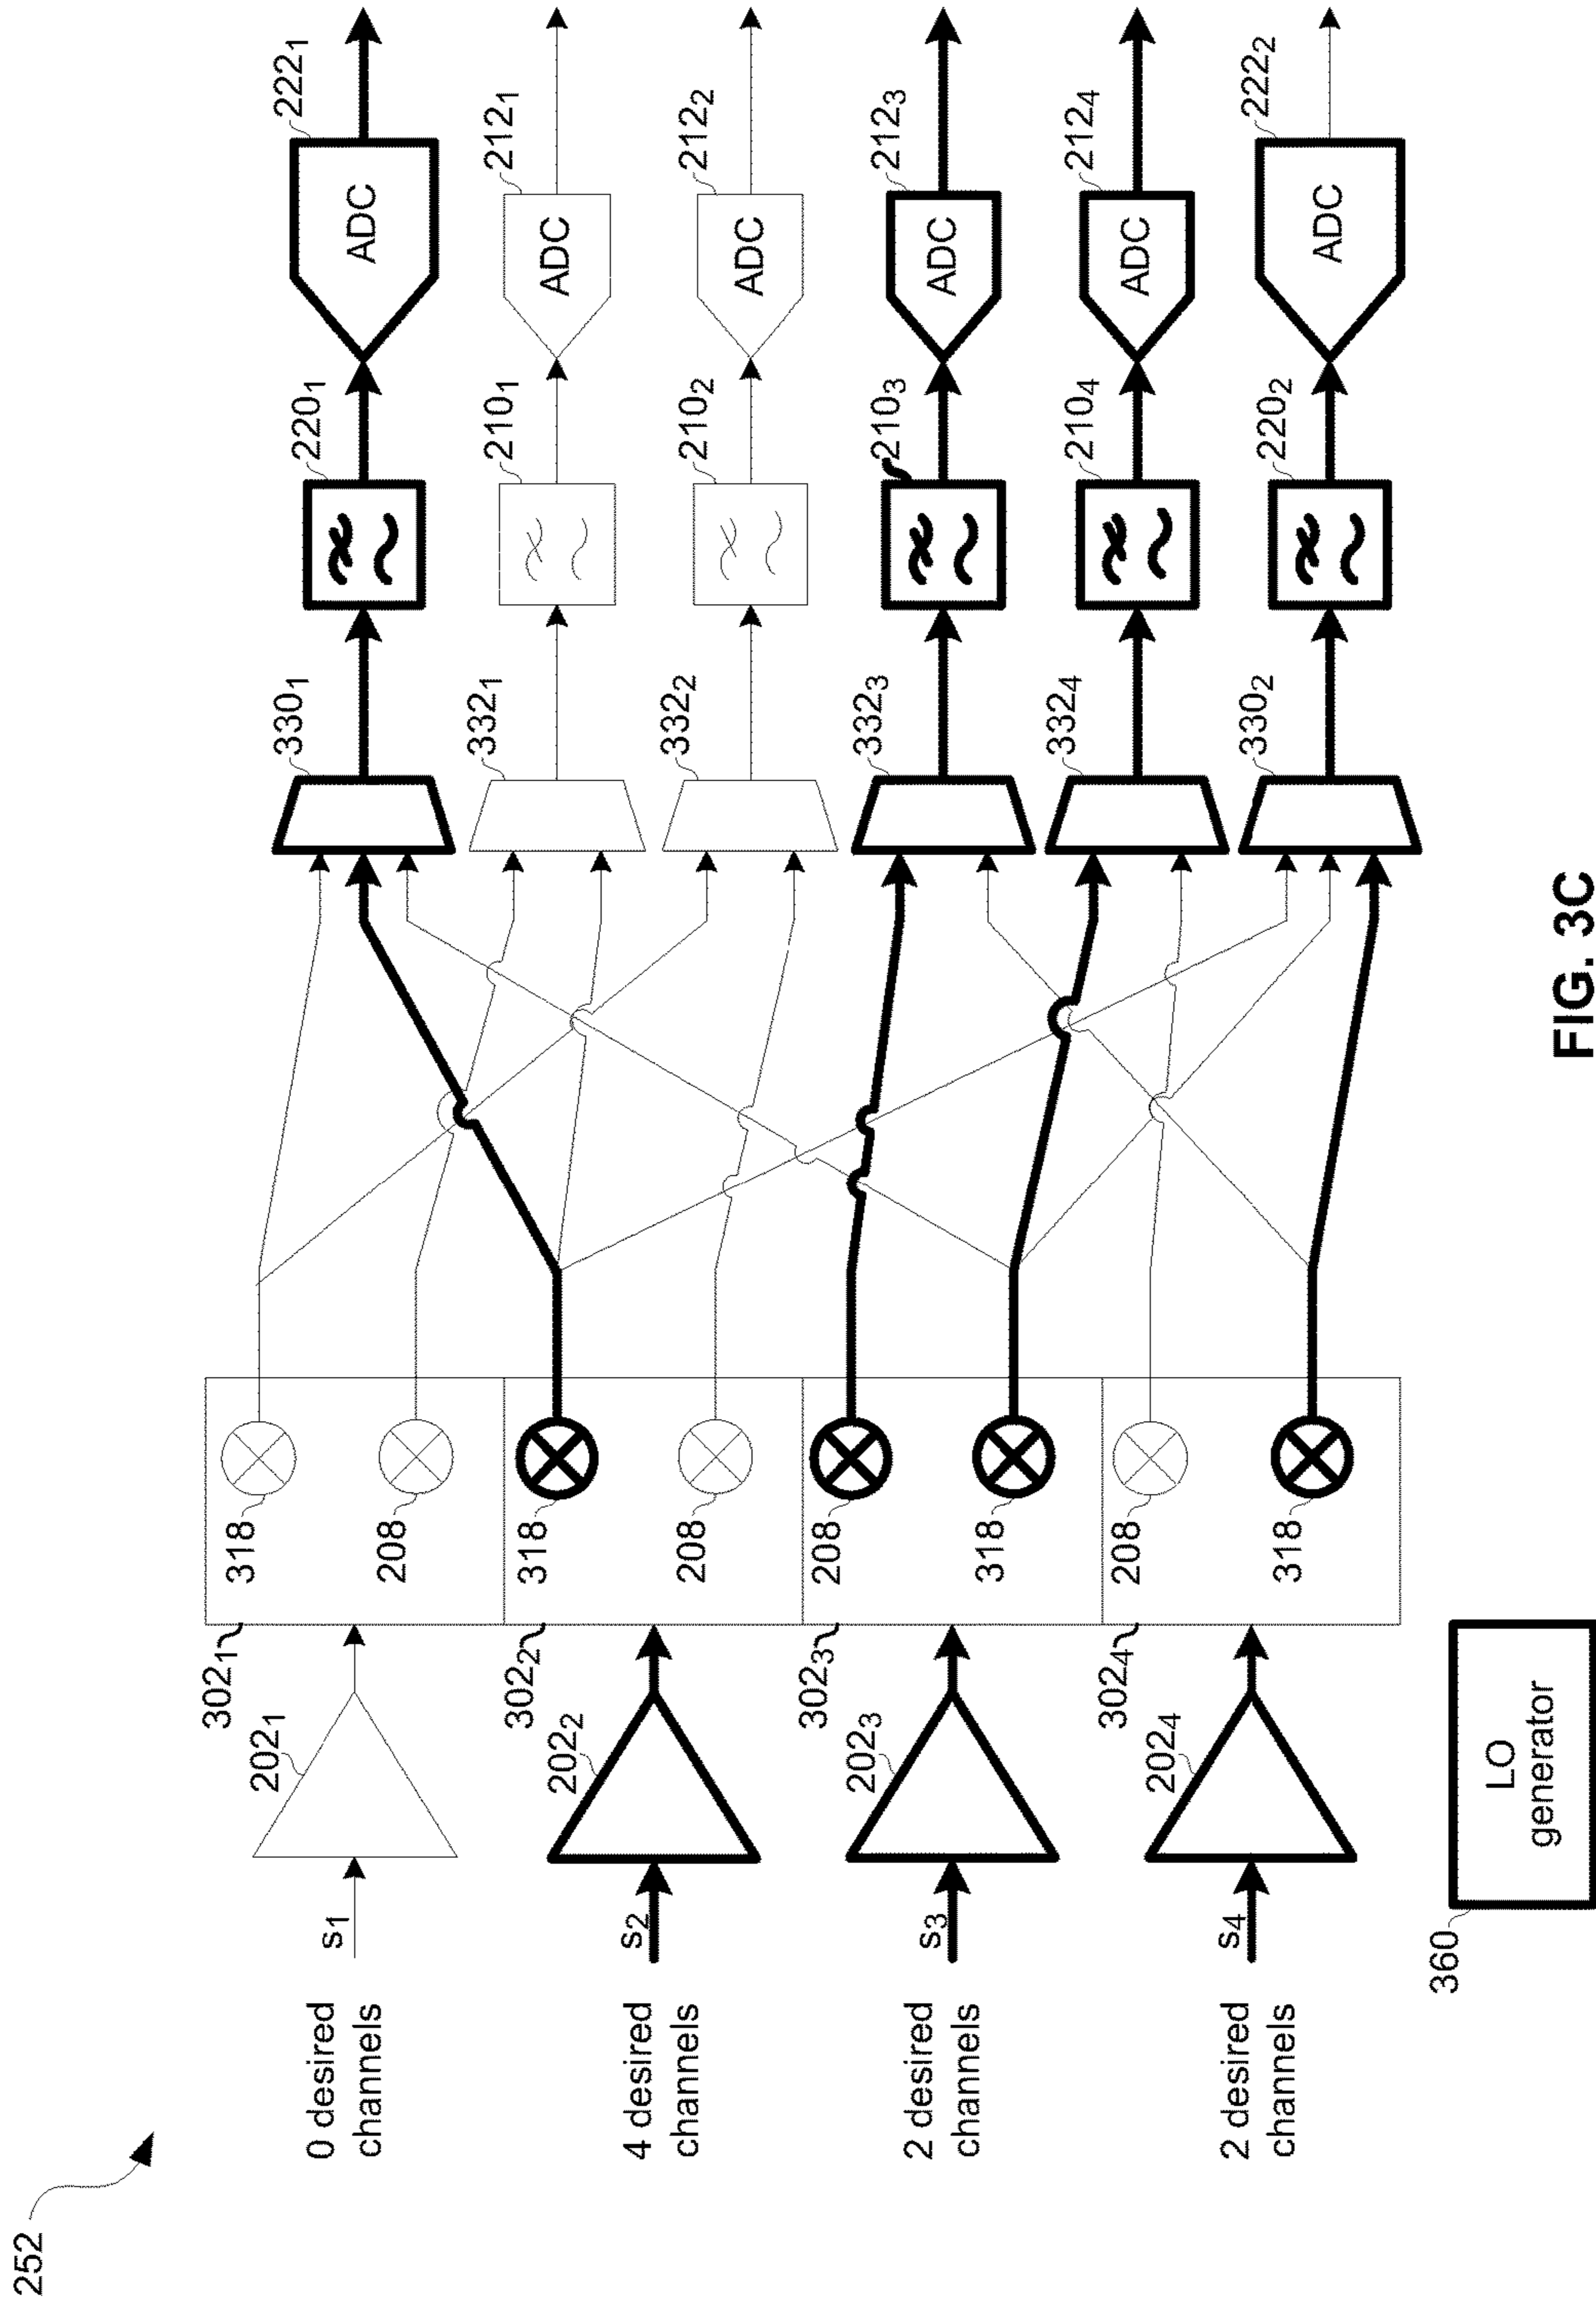 252
0 desired
channels
s1
2021
3021
318
208
4 desired
channels
s2
2022
3022
318
208
2 desired
channels
s3
2023
3023
208
318
2 desired
channels
s4
2024
3024
208
318
360
LO
generator
3301
2201
2221
ADC
3321
2101
2121
ADC
3322
2102
2122
ADC
3323
2103
2123
ADC
3324
2104
2124
ADC
3302
2202
2222
ADC
FIG. 3C